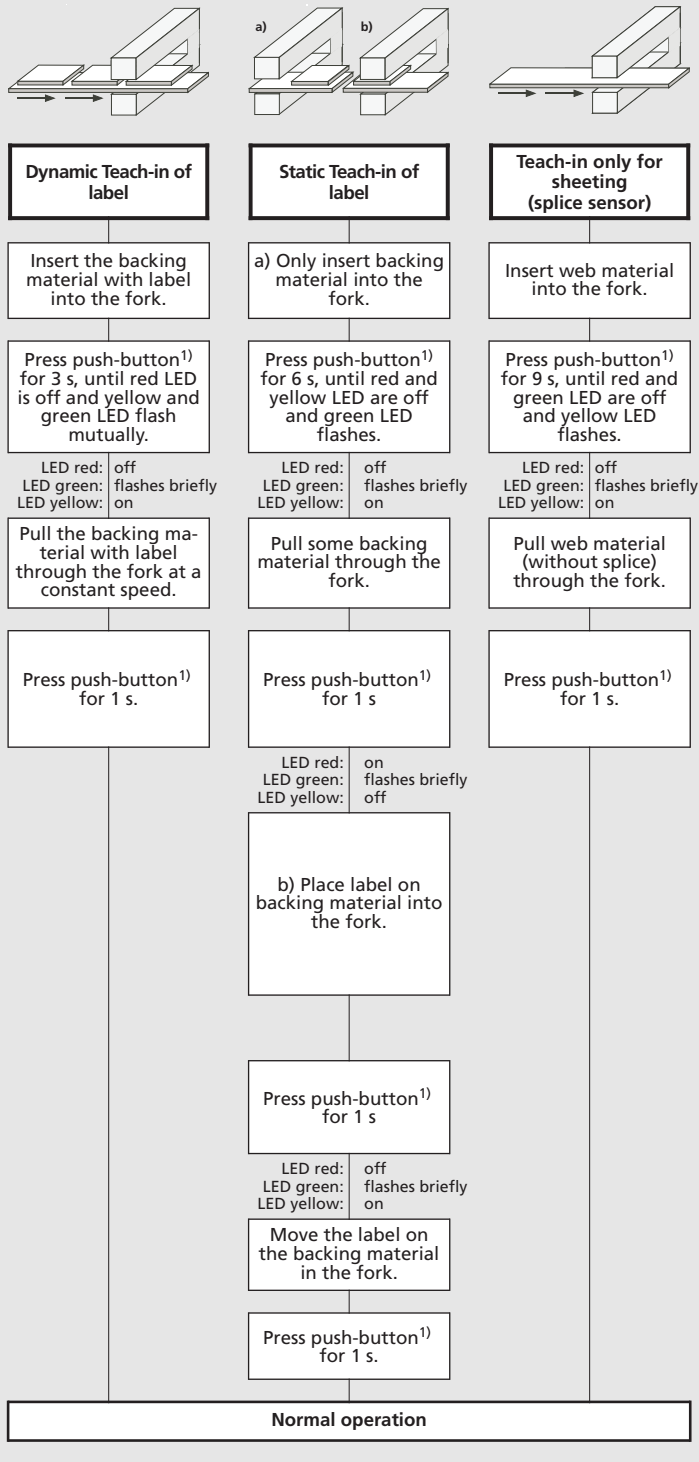 a)
b)
Dynamic Teach-in of
label
Insert the backing
material with label
into the fork.
Press push-button1)
for 3 s, until red LED
is off and yellow and
green LED flash
mutually.
LED red: off
LED green: flashes briefly
LED yellow: on
Pull the backing ma-
terial with label
through the fork at a
constant speed.
Press push-button1)
for 1 s.
Static Teach-in of
label
a) Only insert backing
material into the
fork.
Press push-button1)
for 6 s, until red and
yellow LED are off
and green LED
flashes.
LED red: off
LED green: flashes briefly
LED yellow: on
Pull some backing
material through the
fork.
Press push-button1)
for 1 s
LED red: on
LED green: flashes briefly
LED yellow: off
b) Place label on
backing material into
the fork.
Press push-button1)
for 1 s
LED red: off
LED green: flashes briefly
LED yellow: on
Move the label on
the backing material
in the fork.
Press push-button1)
for 1 s.
Teach-in only for
sheeting
(splice sensor)
Insert web material
into the fork.
Press push-button1)
for 9 s, until red and
green LED are off
and yellow LED
flashes.
LED red: off
LED green: flashes briefly
LED yellow: on
Pull web material
(without splice)
through the fork.
Press push-button1)
for 1 s.
Normal operation